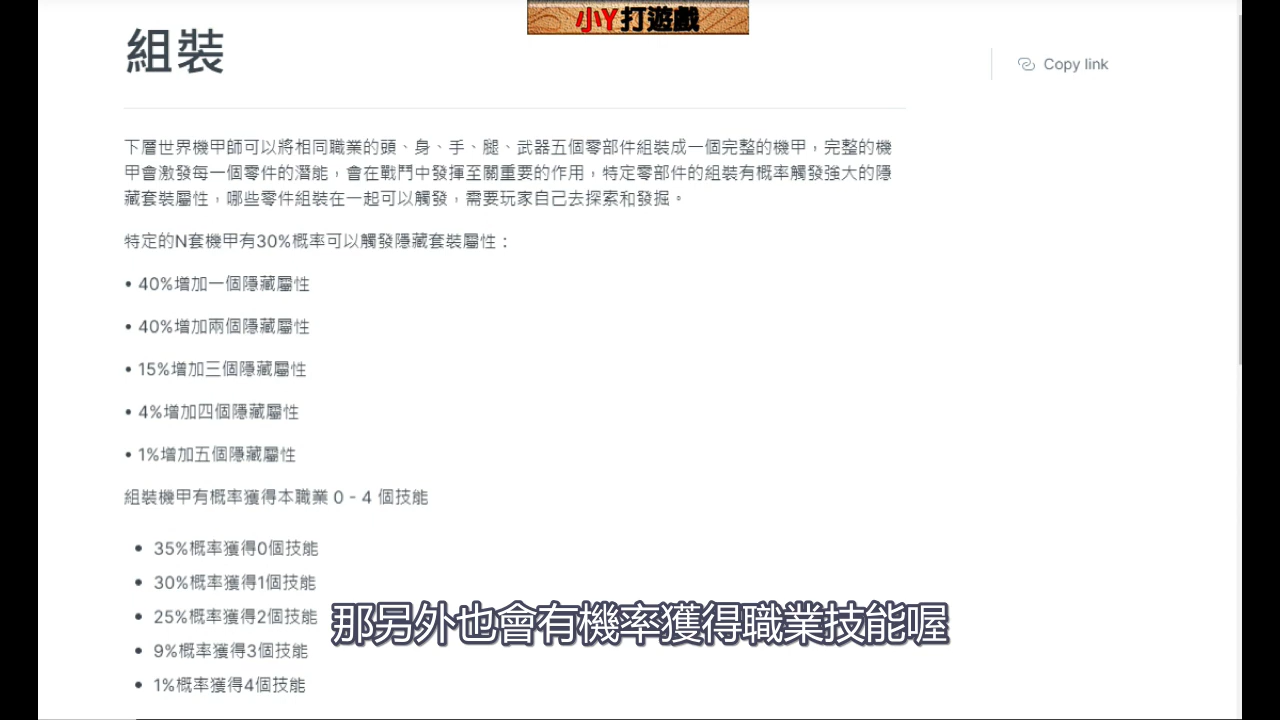 小Y打遊戲
組裝
Copy link
下層世界機甲師可以將相同職業的頭、身、手、腿、武器五個零部件組裝成一個完整的機甲，完整的機
甲會激發每一個零件的潛能，會在戰鬥中發揮至關重要的作用，特定零部件的組裝有概率觸發強大的隱
藏套裝屬性，哪些零件組裝在一起可以觸發，需要玩家自己去探索和發掘。
特定的N套機甲有30%概率可以觸發隱藏套裝屬性：
• 40%增加一個隱藏屬性
• 40%增加兩個隱藏屬性
• 15%增加三個隱藏屬性
• 4%增加四個隱藏屬性
• 1%增加五個隱藏屬性
組裝機甲有概率獲得本職業 0 - 4 個技能
• 35%概率獲得0個技能
• 30%概率獲得1個技能
• 25%概率獲得2個技能
那另外也會有機率獲得職業技能喔
• 9%概率獲得3個技能
• 1%概率獲得4個技能